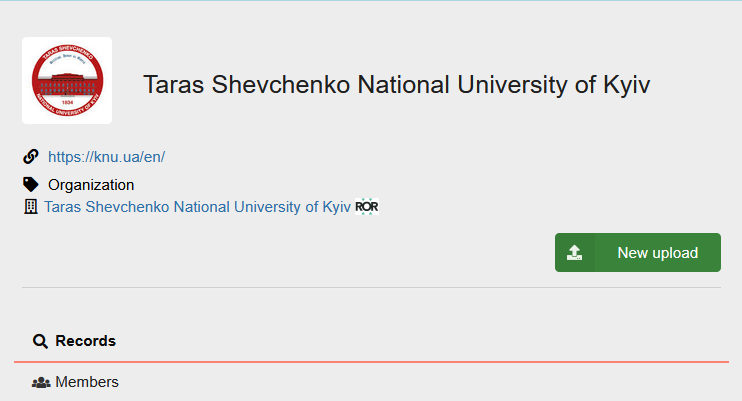 TARAS SHEVCHENKO
NATIONAL UNIVERSITY OF KYIV
1834
Taras Shevchenko National University of Kyiv
https://knu.ua/en/
Organization
Taras Shevchenko National University of Kyiv ROR
New upload
Records
Members